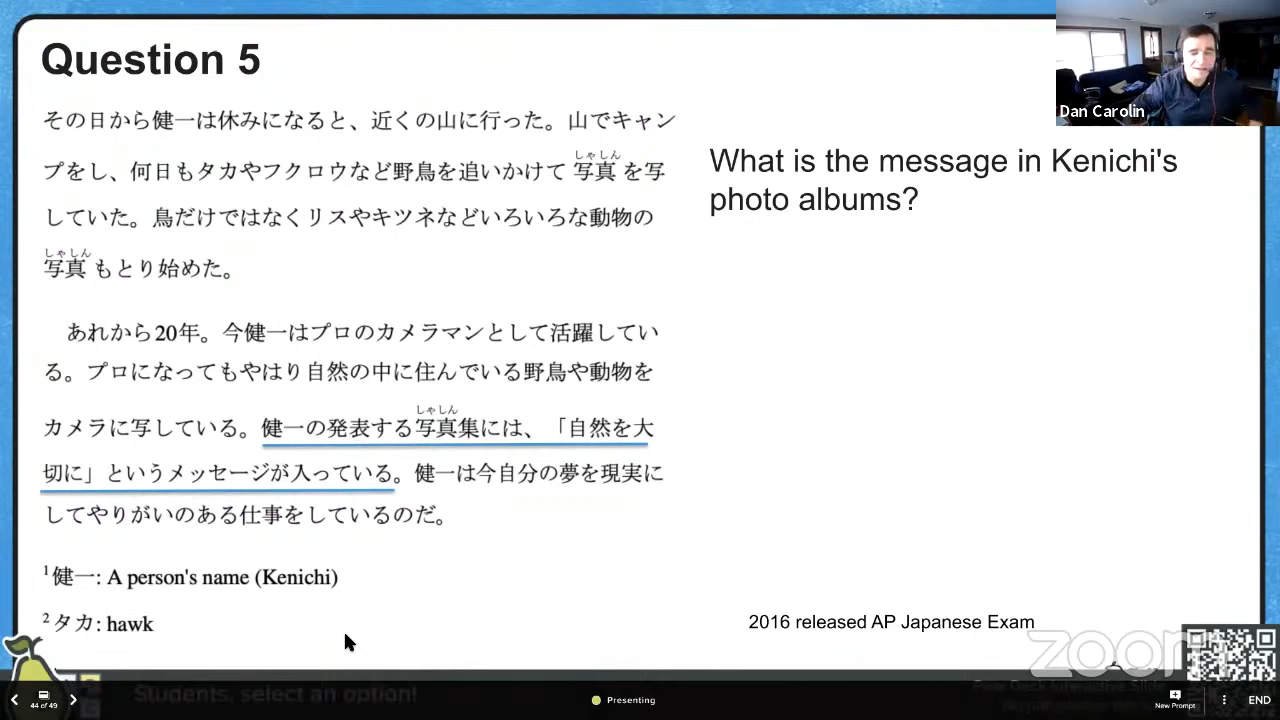 Question 5
その日から健一は休みになると、近くの山に行った。山でキャン
しゃしん
プをし、何日もタカやフクロウなど野鳥を追いかけて 写真 を写
していた。鳥だけではなくリスやキツネなどいろいろな動物の
しゃしん
写真 もとり始めた。
あれから20年。今健一はプロのカメラマンとして活躍してい
る。プロになってもやはり自然の中に住んでいる野鳥や動物を
しゃしん
カメラに写している。健一の発表する写真集には、「自然を大
切に」というメッセージが入っている。健一は今自分の夢を現実に
してやりがいのある仕事をしているのだ。
1健一: A person's name (Kenichi)
2タカ: hawk
What is the message in Kenichi's
photo albums?
2016 released AP Japanese Exam
Dan Carolin
zoom
Students, select an option!
44 of 49
Presenting
New Prompt
END